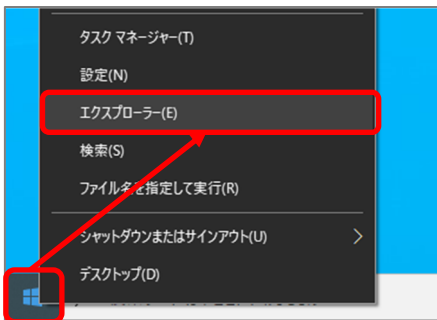 タスク マネージャー(T)
設定(N)
エクスプローラー(E)
検索(S)
ファイル名を指定して実行(R)
シャットダウンまたはサインアウト(U)
デスクトップ(D)